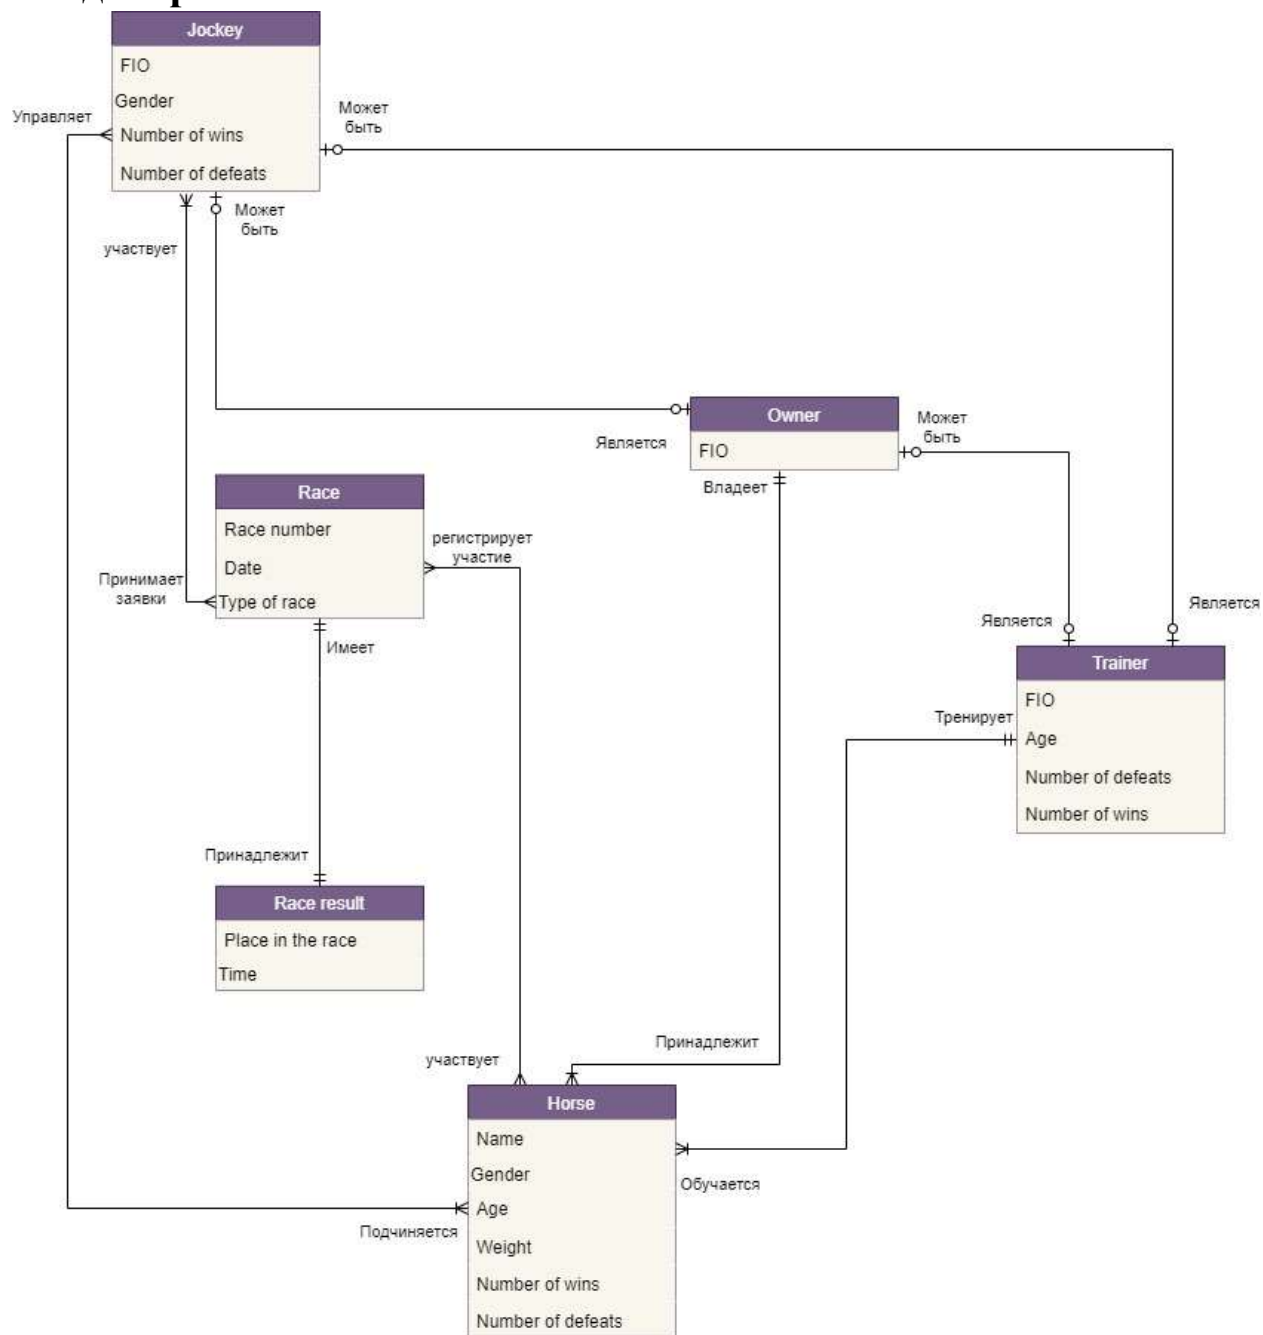 Jockey
FIO
Gender
Number of wins
Number of defeats
Управляет
Может
быть
Может
быть
участвует
Owner
FIO
Является
Может
быть
Владеет
Race
Race number
Date
Type of race
регистрирует
участие
Принимает
заявки
Имеет
Является
Является
Trainer
FIO
Age
Number of defeats
Number of wins
Тренирует
Принадлежит
Race result
Place in the race
Time
участвует
Принадлежит
Horse
Name
Gender
Age
Weight
Number of wins
Number of defeats
Обучается
Подчиняется